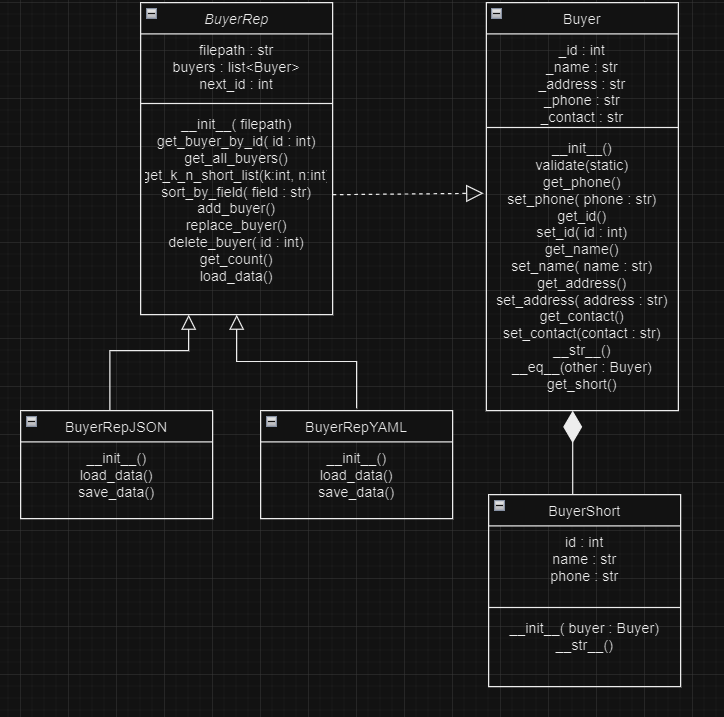 BuyerRep
filepath : str
buyers : list<Buyer>
next_id : int
__init__( filepath)
get_buyer_by_id( id : int)
get_all_buyers()
get_k_n_short_list(k:int, n:int
sort_by_field( field : str)
add_buyer()
replace_buyer()
delete_buyer( id : int)
get_count()
load_data()
Buyer
_id : int
_name : str
_address : str
_phone : str
_contact : str
__init__()
validate(static)
get_phone()
set_phone( phone : str)
get_id()
set_id( id : int)
get_name()
set_name( name : str)
get_address()
set_address( address : str)
get_contact()
set_contact(contact : str)
__str__()
__eq__(other : Buyer)
get_short()
BuyerRepJSON
__init__()
load_data()
save_data()
BuyerRepYAML
__init__()
load_data()
save_data()
BuyerShort
id : int
name : str
phone : str
__init__( buyer : Buyer)
__str__()